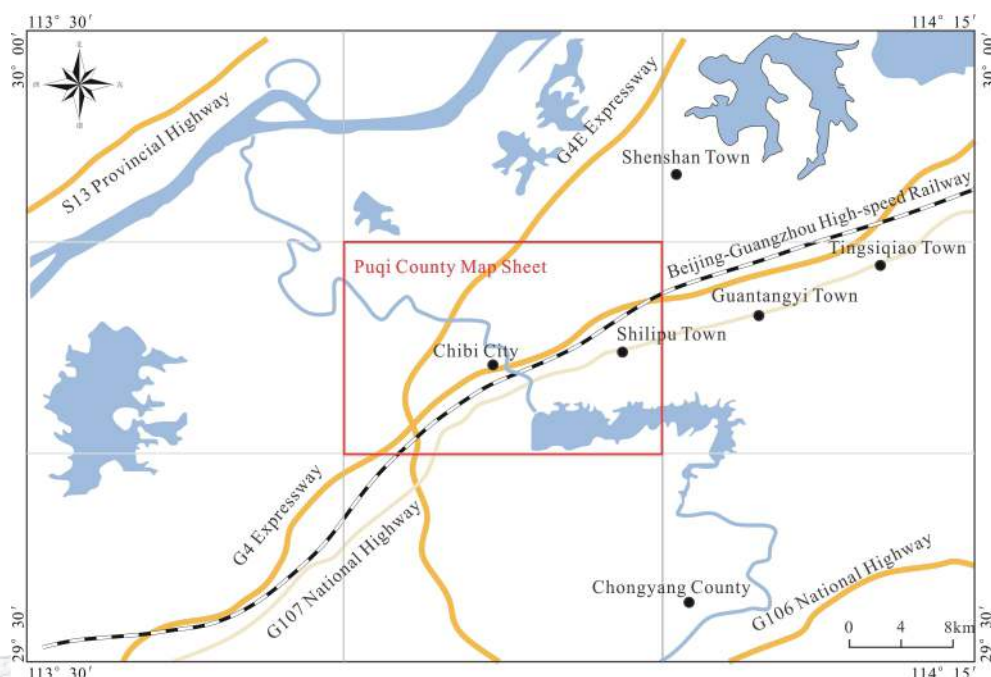 113° 30′
114° 15′
30° 00′
30° 00′
S13 Provincial Highway
G4E Expressway
Shenshan Town
Beijing-Guangzhou High-speed Railway
Tingsiqiao Town
Puqi County Map Sheet
Guantangyi Town
Chibi City
Shilipu Town
G4 Expressway
G107 National Highway
Chongyang County
G106 National Highway
0 4 8km
29° 30′
29° 30′
113° 30′
114° 15′